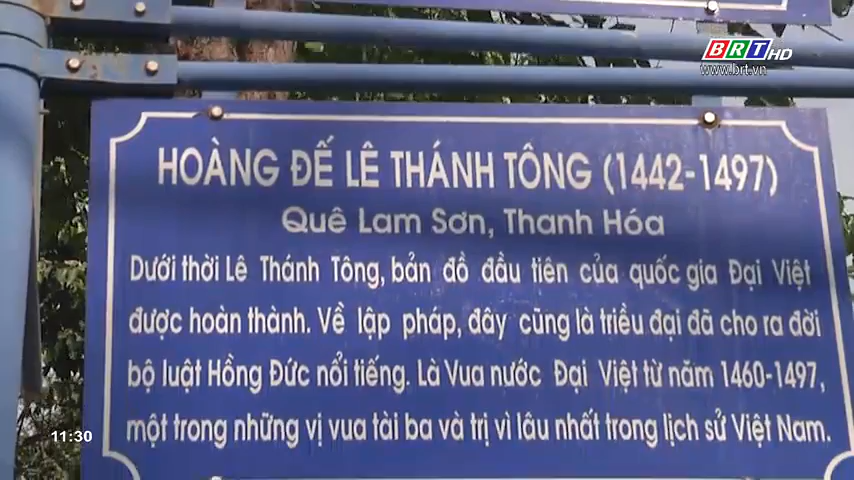 BRT HD
www.brt.vn
HOÀNG ĐẾ LÊ THÁNH TÔNG (1442-1497)
Quê Lam Sơn, Thanh Hóa
Dưới thời Lê Thánh Tông, bản đồ đầu tiên của quốc gia Đại Việt
được hoàn thành. Về lập pháp, đây cũng là triều đại đã cho ra đời
bộ luật Hồng Đức nổi tiếng. Là Vua nước Đại Việt từ năm 1460-1497,
một trong những vị vua tài ba và trị vì lâu nhất trong lịch sử Việt Nam.
11:30